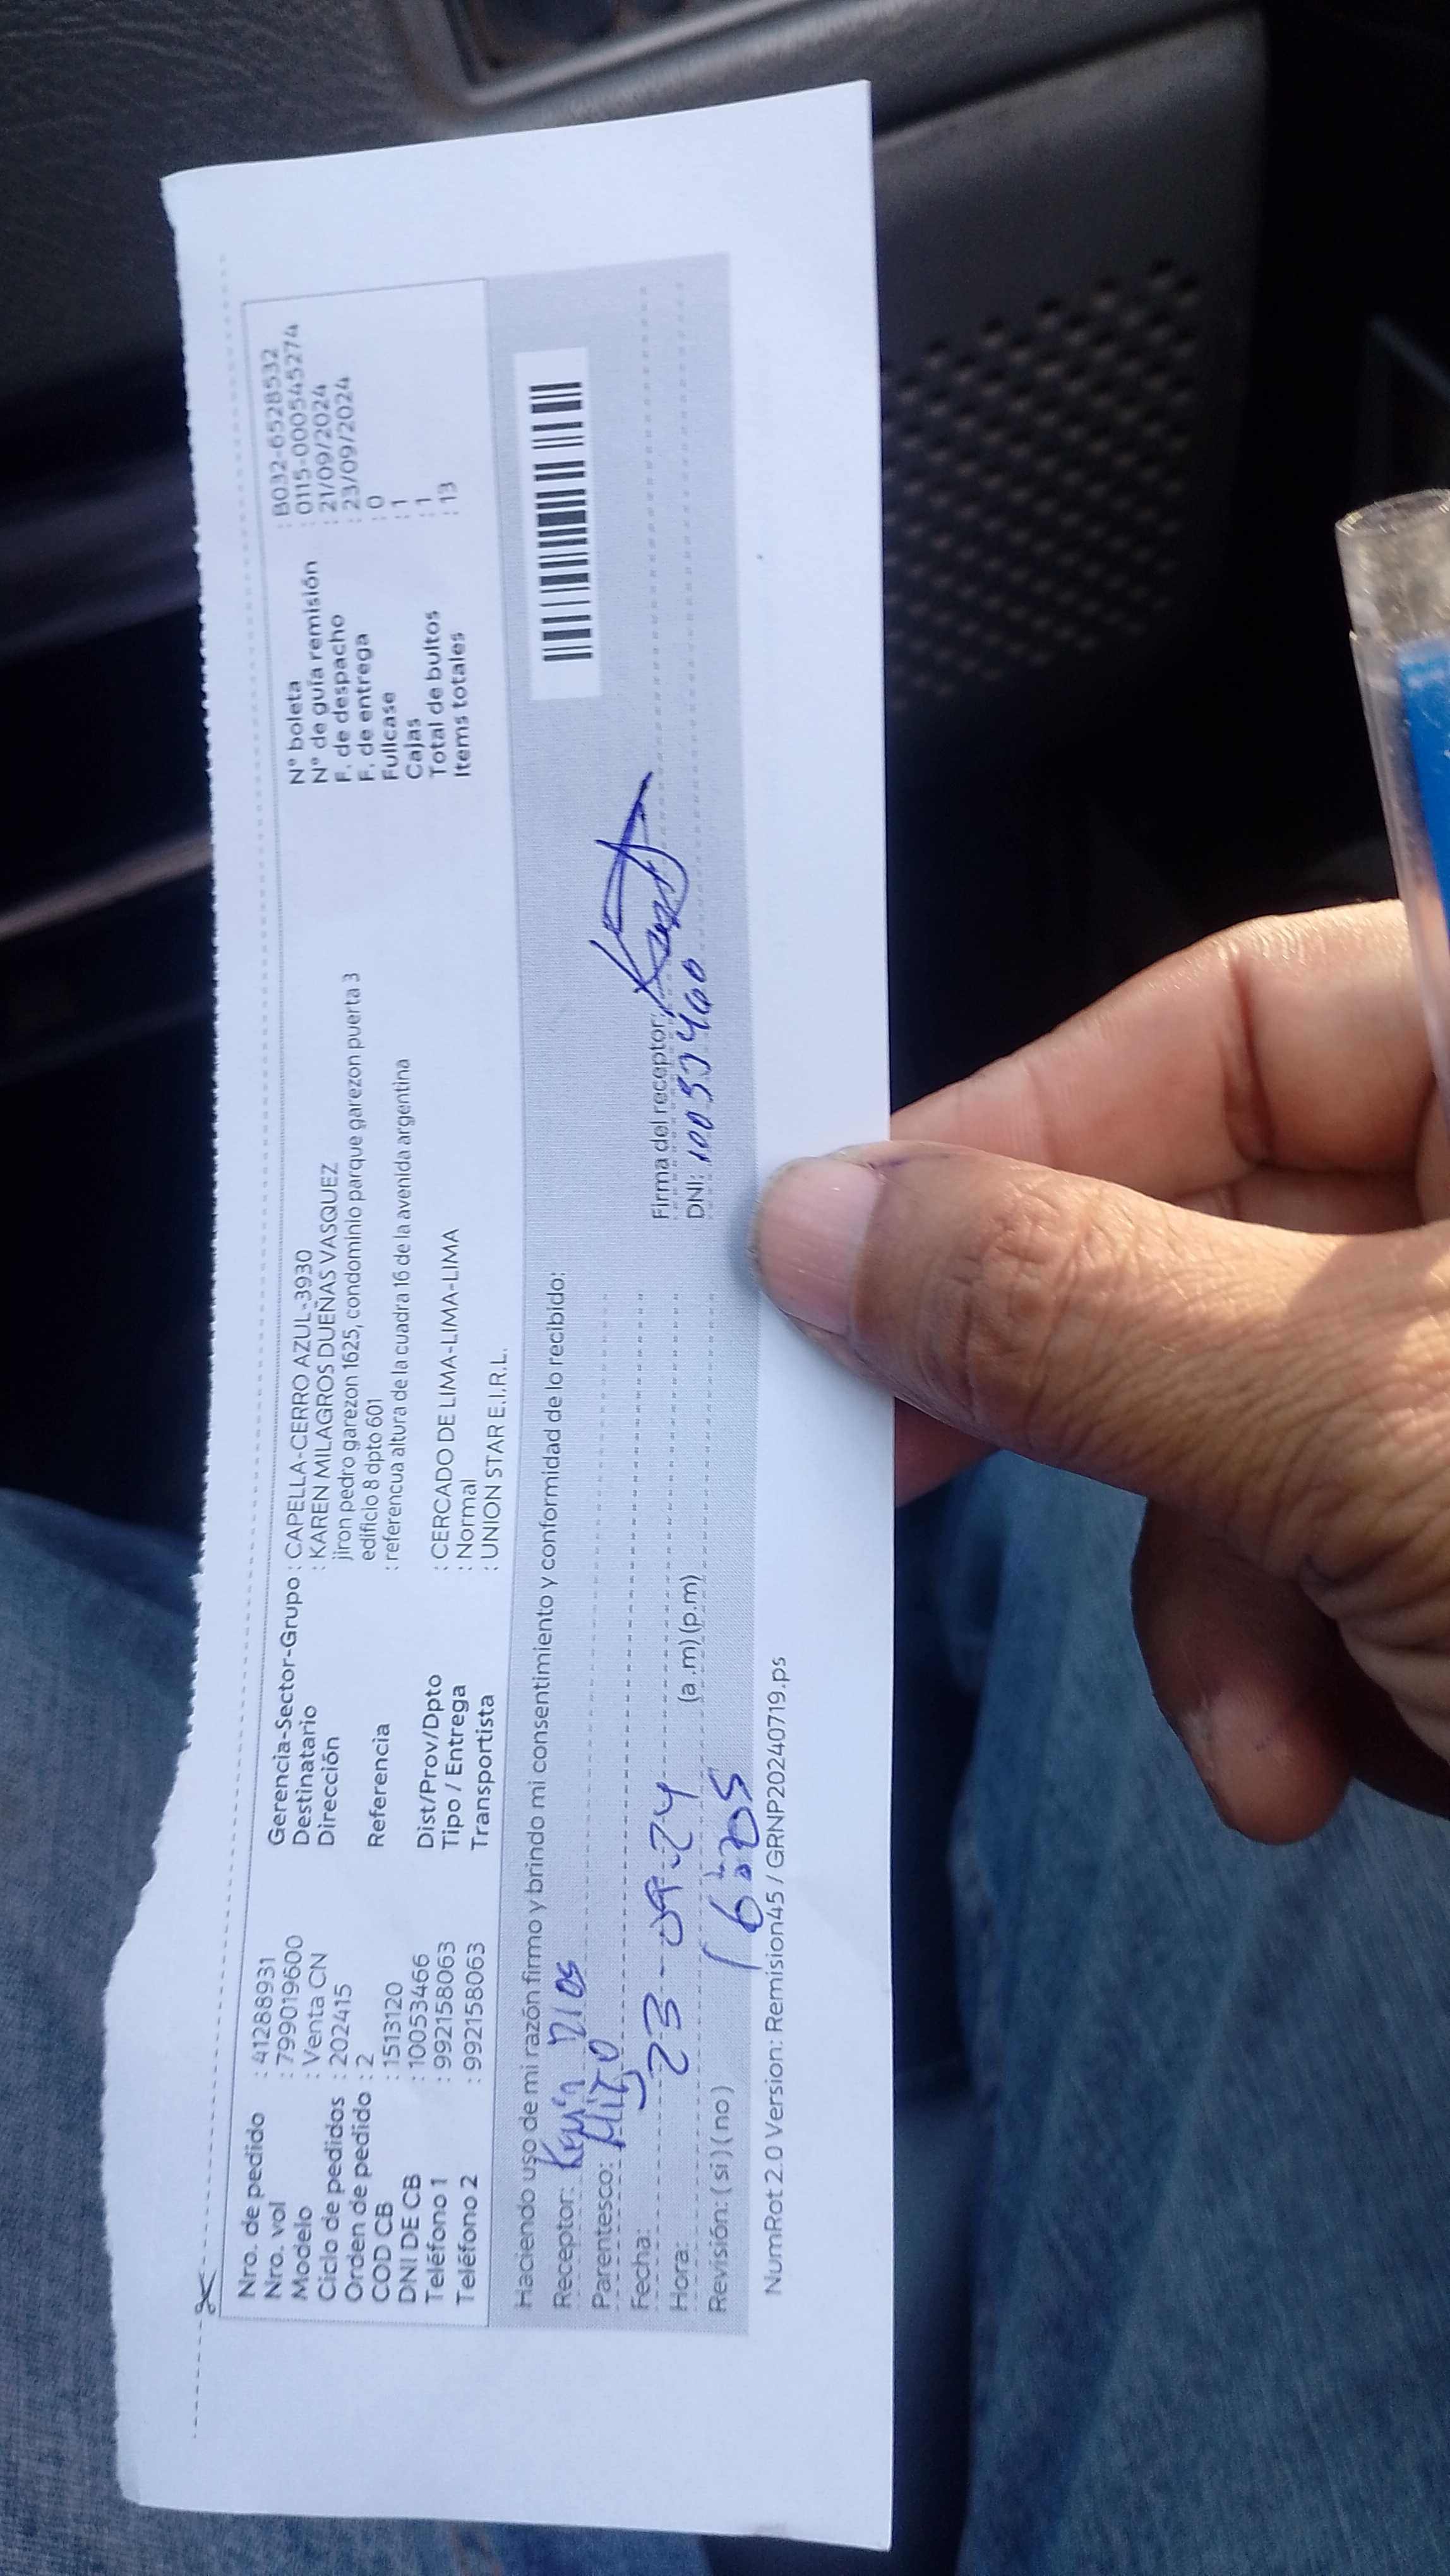 Nro. de pedido : 41288931
Nro. vol : 799019600
Modelo : Venta CN
Ciclo de pedidos : 202415
Orden de pedido : 2
COD CB : 1513120
DNI DE CB : 10053466
Teléfono 1 : 992158063
Teléfono 2 : 992158063
Gerencia-Sector-Grupo : CAPELLA-CERRO AZUL-3930
Destinatario : KAREN MILAGROS DUEÑAS VASQUEZ
Dirección jiron pedro garezon 1625, condominio parque garezon puerta 3
edificio 8 dpto 601
Referencia : referencua altura de la cuadra 16 de la avenida argentina
Dist/Prov/Dpto : CERCADO DE LIMA-LIMA-LIMA
Tipo / Entrega : Normal
Transportista : UNION STAR E.I.R.L.
N° boleta : B032-6528532
N° de guía remisión : 0115-000545274
F. de despacho : 21/09/2024
F. de entrega : 23/09/2024
Fullcase : 0
Cajas : 1
Total de bultos : 1
Items totales : 13
Haciendo uso de mi razón firmo y brindo mi consentimiento y conformidad de lo recibido:
Receptor: Kevin
Parentesco: Hijo
Fecha: 23-09-24
Hora: 16:205 (a.m) (p.m)
Revisión: ( si ) ( no )
Firma del receptor:
DNI:
NumRot 2.0 Version: Remision45 / GRNP20240719.ps